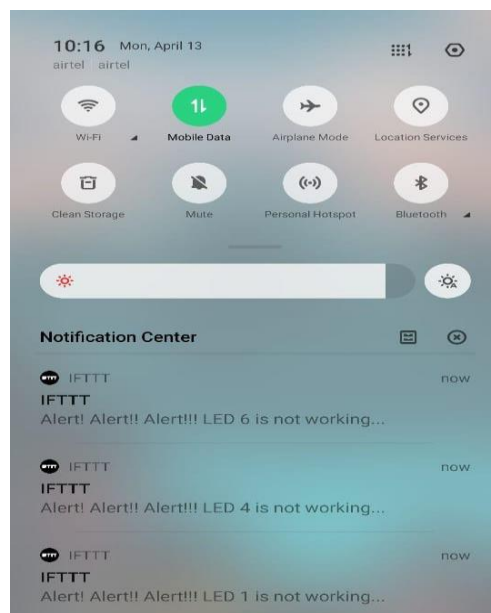 10:16 Mon, April 13
airtel airtel
Wi-Fi Mobile Data Airplane Mode Location Services
Clean Storage Mute Personal Hotspot Bluetooth
Notification Center
IFTTT now
IFTTT
Alert! Alert!! Alert!!! LED 6 is not working...
IFTTT now
IFTTT
Alert! Alert!! Alert!!! LED 4 is not working...
IFTTT now
IFTTT
Alert! Alert!! Alert!!! LED 1 is not working...